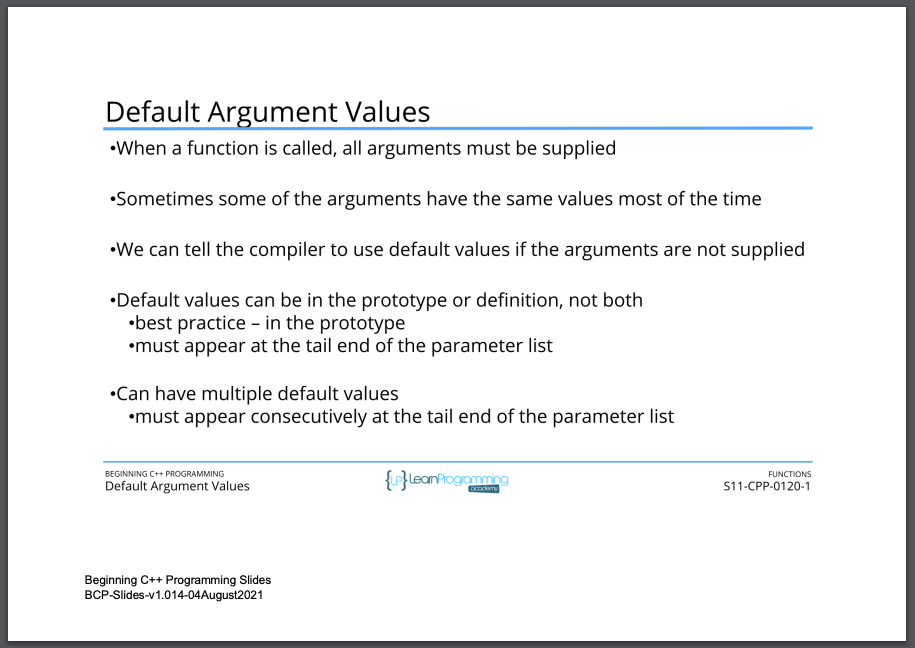 Default Argument Values
•When a function is called, all arguments must be supplied
•Sometimes some of the arguments have the same values most of the time
•We can tell the compiler to use default values if the arguments are not supplied
•Default values can be in the prototype or definition, not both
•best practice – in the prototype
•must appear at the tail end of the parameter list
•Can have multiple default values
•must appear consecutively at the tail end of the parameter list
BEGINNING C++ PROGRAMMING
Default Argument Values
{LP} LearnProgramming
academy
FUNCTIONS
S11-CPP-0120-1
Beginning C++ Programming Slides
BCP-Slides-v1.014-04August2021